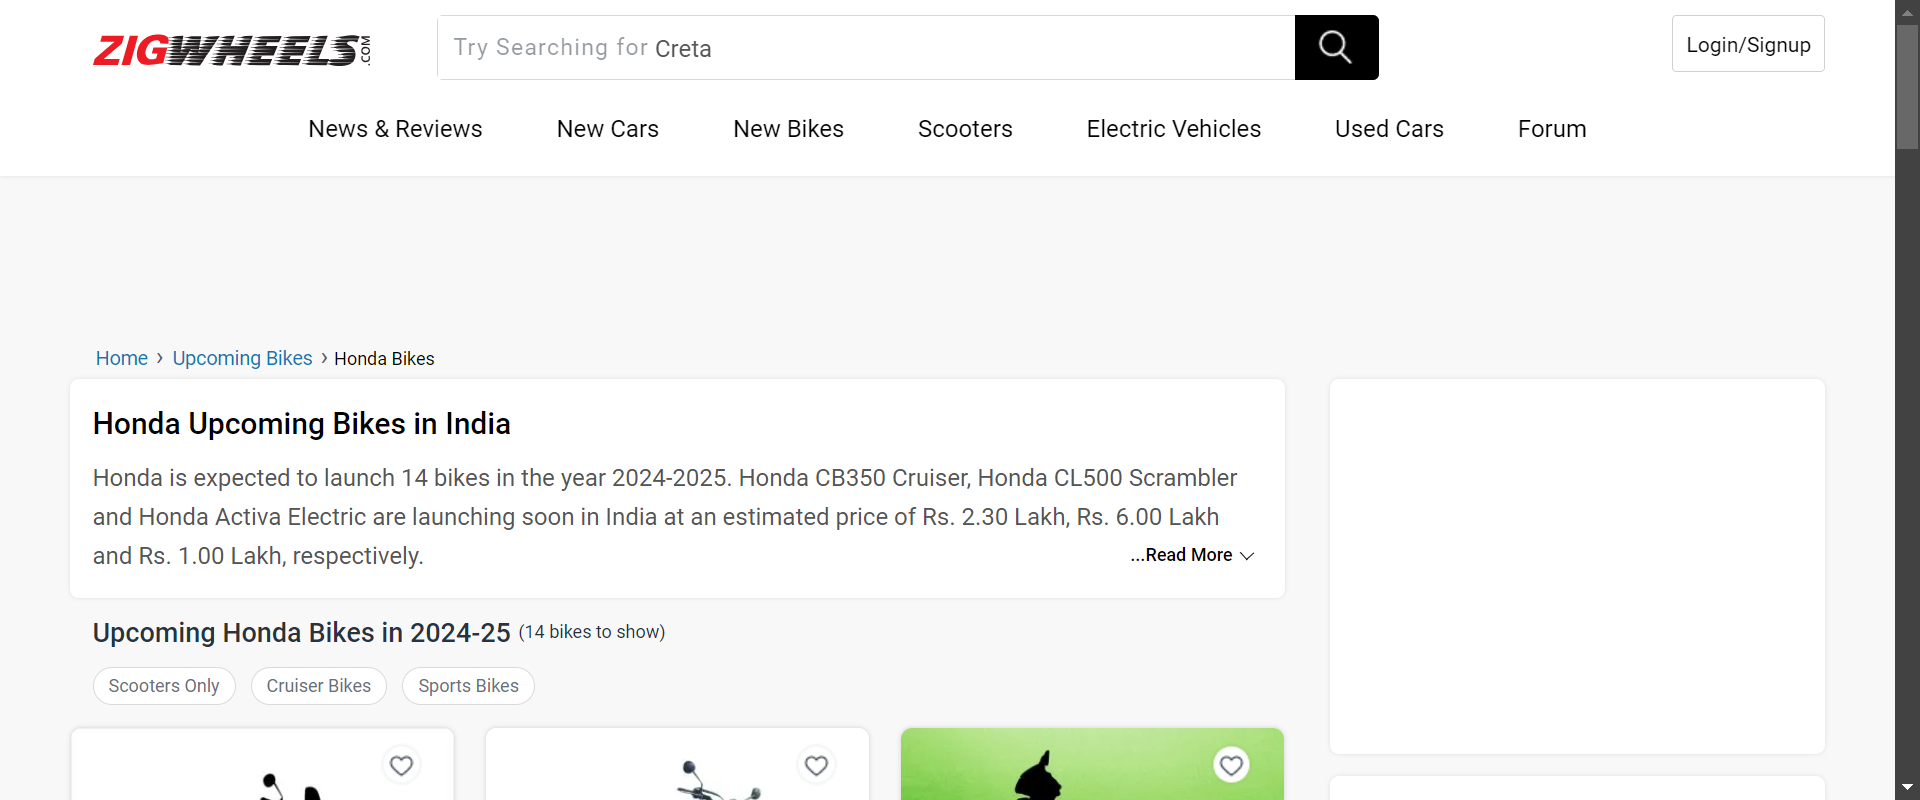 ZIGWHEELS.COM
Try Searching for Creta
Login/Signup
News & Reviews
New Cars
New Bikes
Scooters
Electric Vehicles
Used Cars
Forum
Home › Upcoming Bikes › Honda Bikes
Honda Upcoming Bikes in India
Honda is expected to launch 14 bikes in the year 2024-2025. Honda CB350 Cruiser, Honda CL500 Scrambler
and Honda Activa Electric are launching soon in India at an estimated price of Rs. 2.30 Lakh, Rs. 6.00 Lakh
and Rs. 1.00 Lakh, respectively.
...Read More
Upcoming Honda Bikes in 2024-25 (14 bikes to show)
Scooters Only
Cruiser Bikes
Sports Bikes